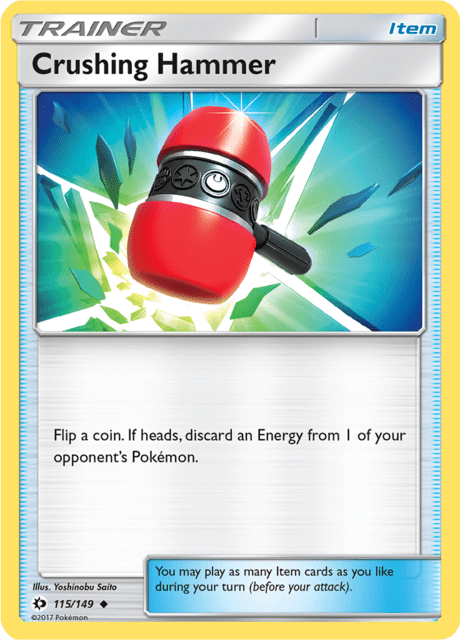 TRAINER
Item
Crushing Hammer
Flip a coin. If heads, discard an Energy from 1 of your
opponent's Pokémon.
You may play as many Item cards as you like
during your turn (before your attack).
Illus. Yoshinobu Saito
115/149
©2017 Pokémon